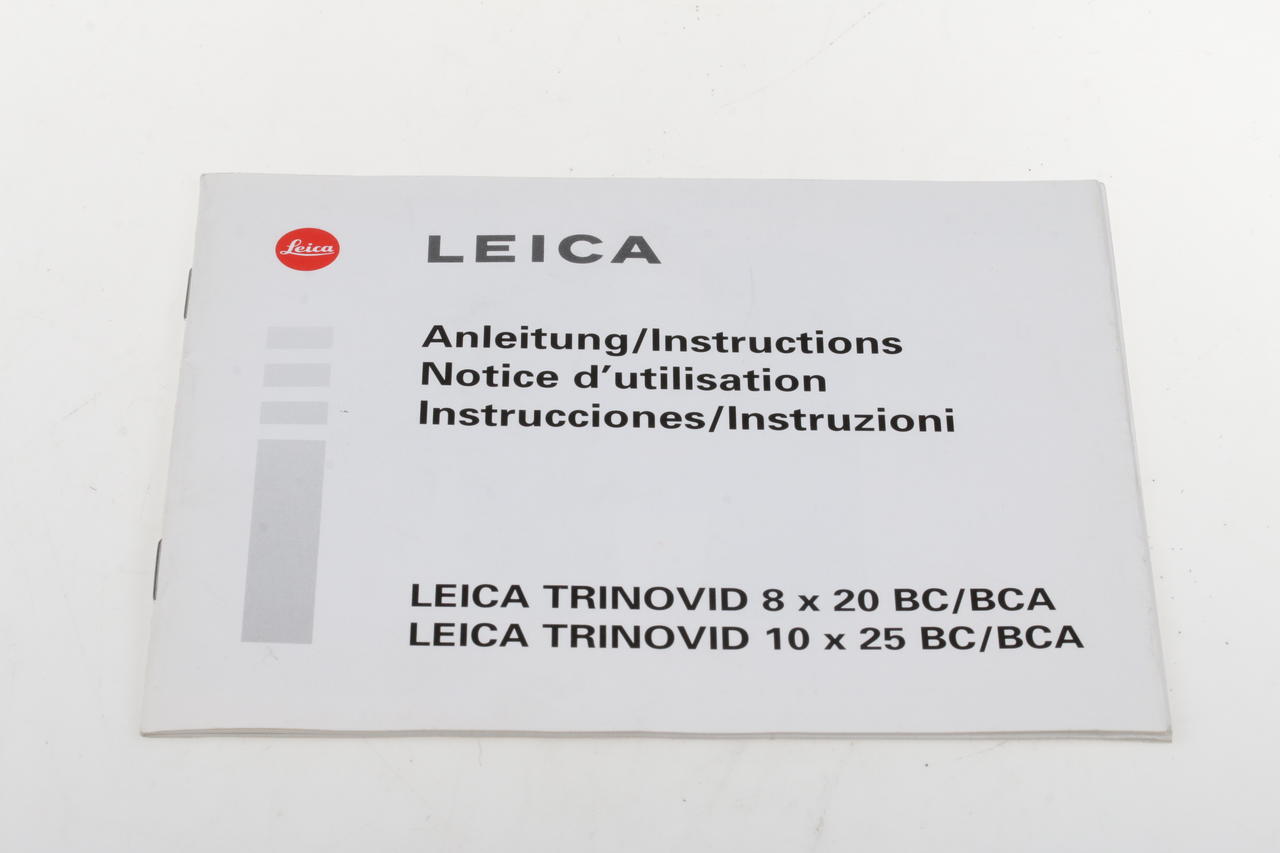 Leica
LEICA
Anleitung/Instructions
Notice d'utilisation
Instrucciones/Instruzioni
LEICA TRINOVID 8 x 20 BC/BCA
LEICA TRINOVID 10 x 25 BC/BCA